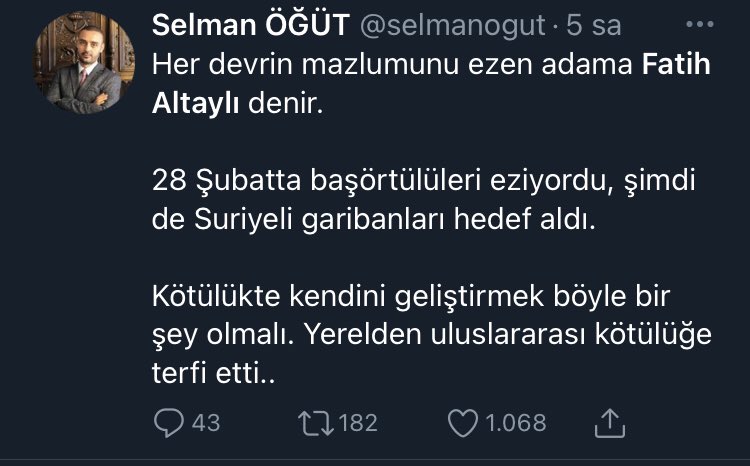 Selman ÖĞÜT @selmanogut · 5 sa
Her devrin mazlumunu ezen adama Fatih
Altaylı denir.
28 Şubatta başörtülüleri eziyordu, şimdi
de Suriyeli garibanları hedef aldı.
Kötülükte kendini geliştirmek böyle bir
şey olmalı. Yerelden uluslararası kötülüğe
terfi etti..
43 182 1.068